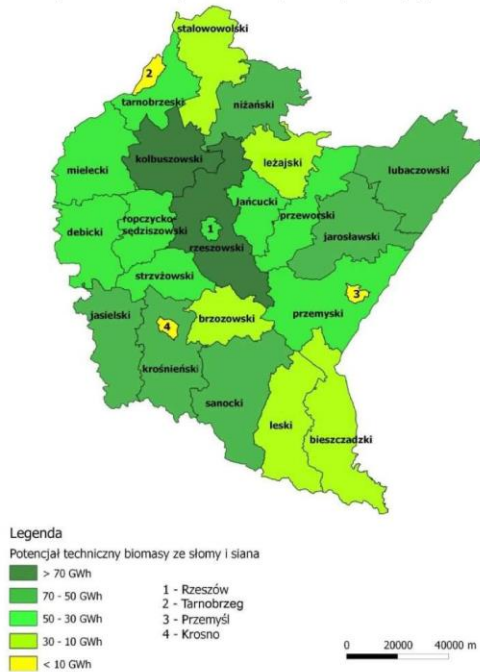 stalowowolski
2
tarnobrzeski
niżański
kolbuszowski
mielecki
leżajski
lubaczowski
łańcucki
ropczycko-
sędziszowski
przeworski
debicki
1
jarosławski
rzeszowski
strzyżowski
3
jasielski
brzozowski
przemyski
4
krośnieński
sanocki
leski
bieszczadzki
Legenda
Potencjał techniczny biomasy ze słomy i siana
> 70 GWh
70 - 50 GWh
50 - 30 GWh
30 - 10 GWh
< 10 GWh
1 - Rzeszów
2 - Tarnobrzeg
3 - Przemyśl
4 - Krosno
0 20000 40000 m